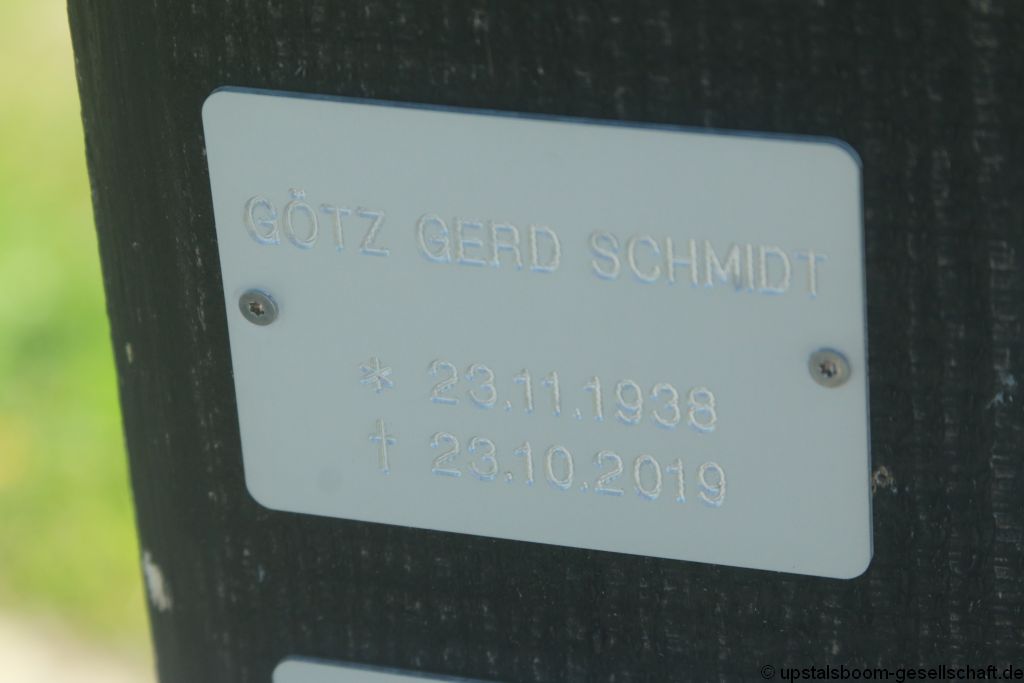 GÖTZ GERD SCHMIDT
* 23.11.1938
† 23.10.2019
© upstalsboom-gesellschaft.de